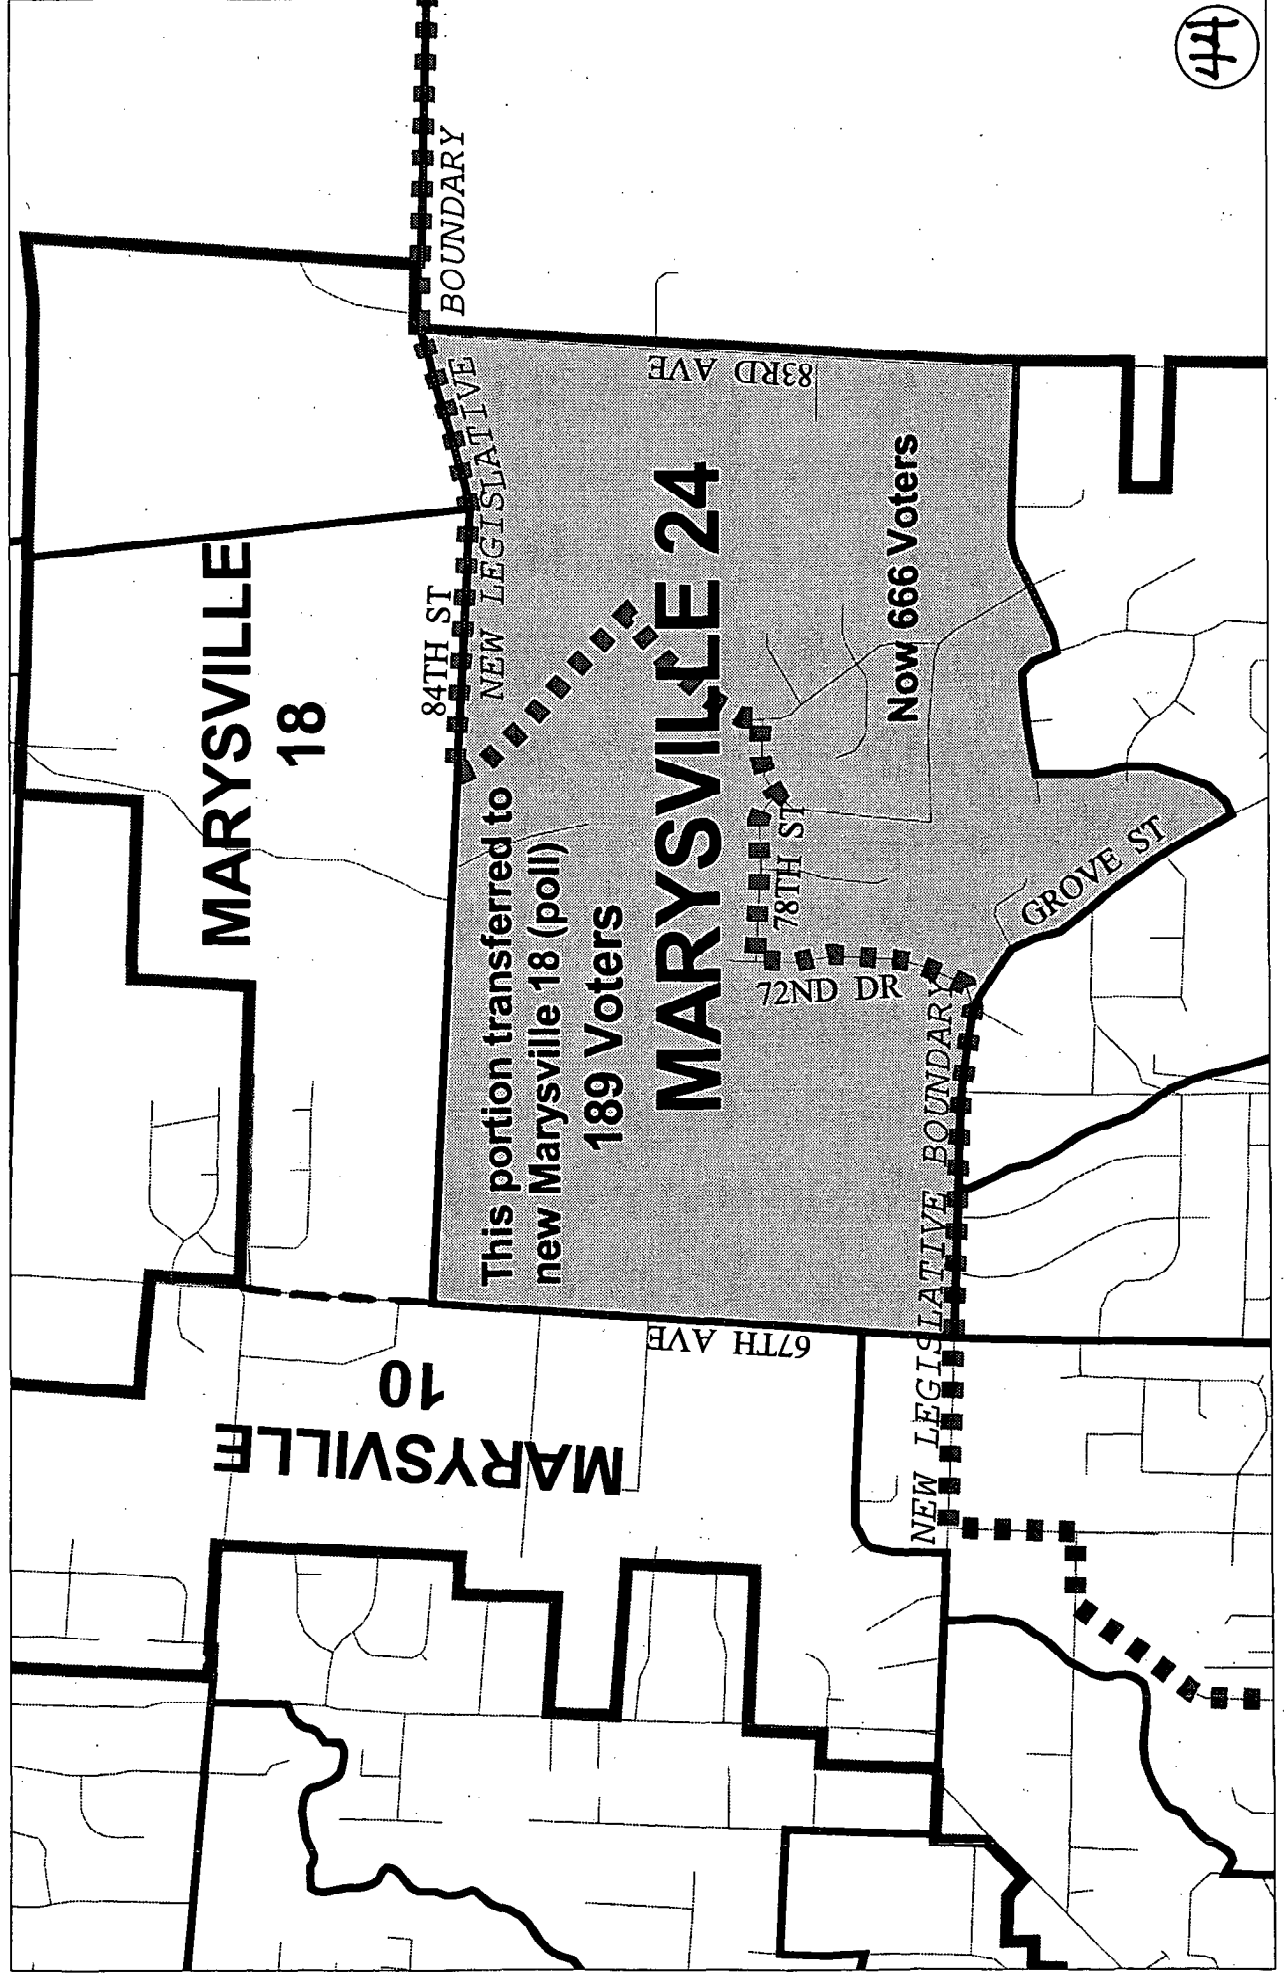 44
MARYSVILLE
18
84TH ST
NEW LEGISLATIVE BOUNDARY
This portion transferred to
new Marysville 18 (poll)
189 Voters
MARYSVILLE 24
83RD AVE
Now 666 Voters
78TH ST
72ND DR
GROVE ST
67TH AVE
MARYSVILLE
10
NEW LEGISLATIVE BOUNDARY